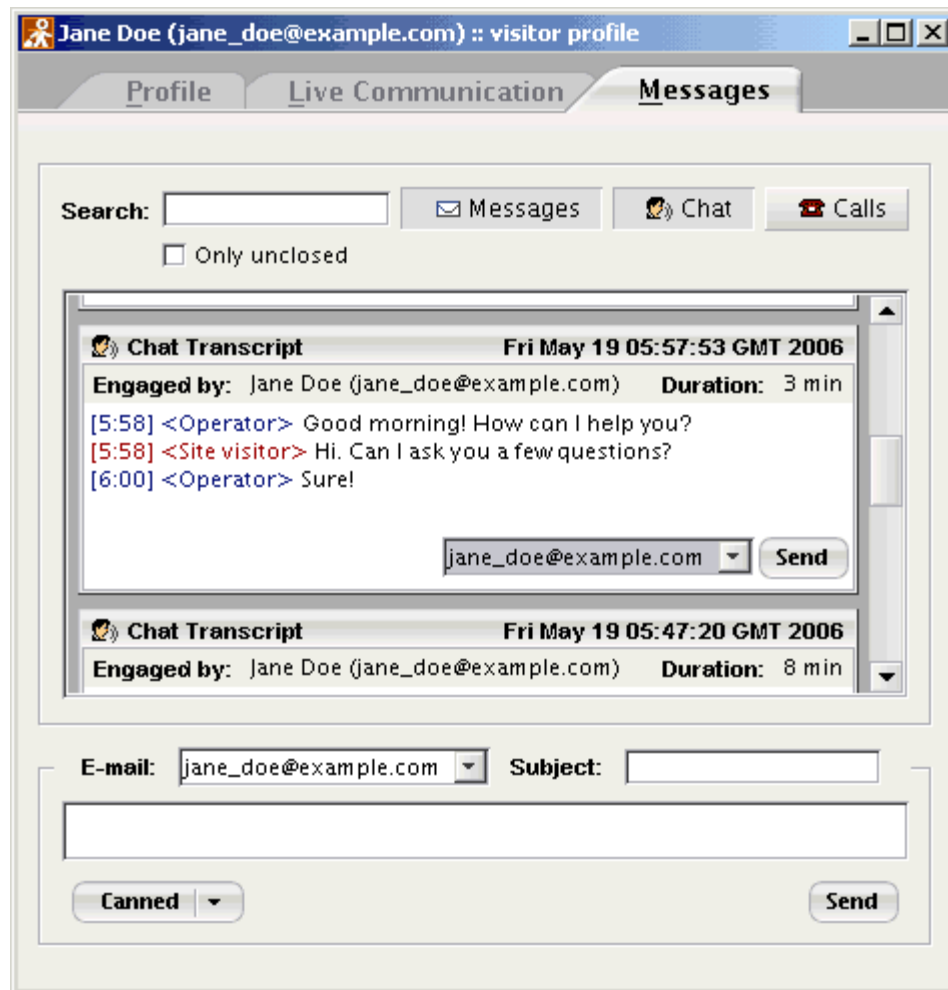 Jane Doe (jane_doe@example.com) :: visitor profile
Profile Live Communication Messages
Search: Messages Chat Calls
Only unclosed
Chat Transcript Fri May 19 05:57:53 GMT 2006
Engaged by: Jane Doe (jane_doe@example.com) Duration: 3 min
[5:58] <Operator> Good morning! How can I help you?
[5:58] <Site visitor> Hi. Can I ask you a few questions?
[6:00] <Operator> Sure!
jane_doe@example.com Send
Chat Transcript Fri May 19 05:47:20 GMT 2006
Engaged by: Jane Doe (jane_doe@example.com) Duration: 8 min
E-mail: jane_doe@example.com Subject:
Canned Send